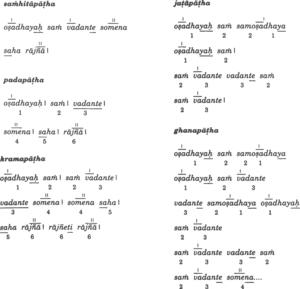 saṁhitāpāṭha
oṣadhayaḥ saṁ vadante somena
saha rājñā।
padapāṭha
oṣadhayaḥ। sam। vadante।
1 2 3
somena। saha। rājñā।
4 5 6
kramapāṭha
oṣadhayaḥ sam। saṁ vadante।
1 2 2 3
vadante somena। somena saha।
3 4 4 5
saha rājñā। rājñeti rājñā।
5 6 6 6
jaṭāpāṭha
oṣadhayaḥ saṁ samoṣadhaya
1 2 2 1
oṣadhayaḥ sam।
1 2
saṁ vadante vadante saṁ
2 3 3 2
saṁ vadante।
2 3
ghanapāṭha
oṣadhayaḥ saṁ samoṣadhaya
1 2 2 1
oṣadhayaḥ saṁ vadante
1 2 3
vadante samoṣadhaya oṣadhayaḥ
3 2 1 1
saṁ vadante
2 3
saṁ vadante vadante saṁ
2 3 3 2
saṁ vadante somena....
2 3 4